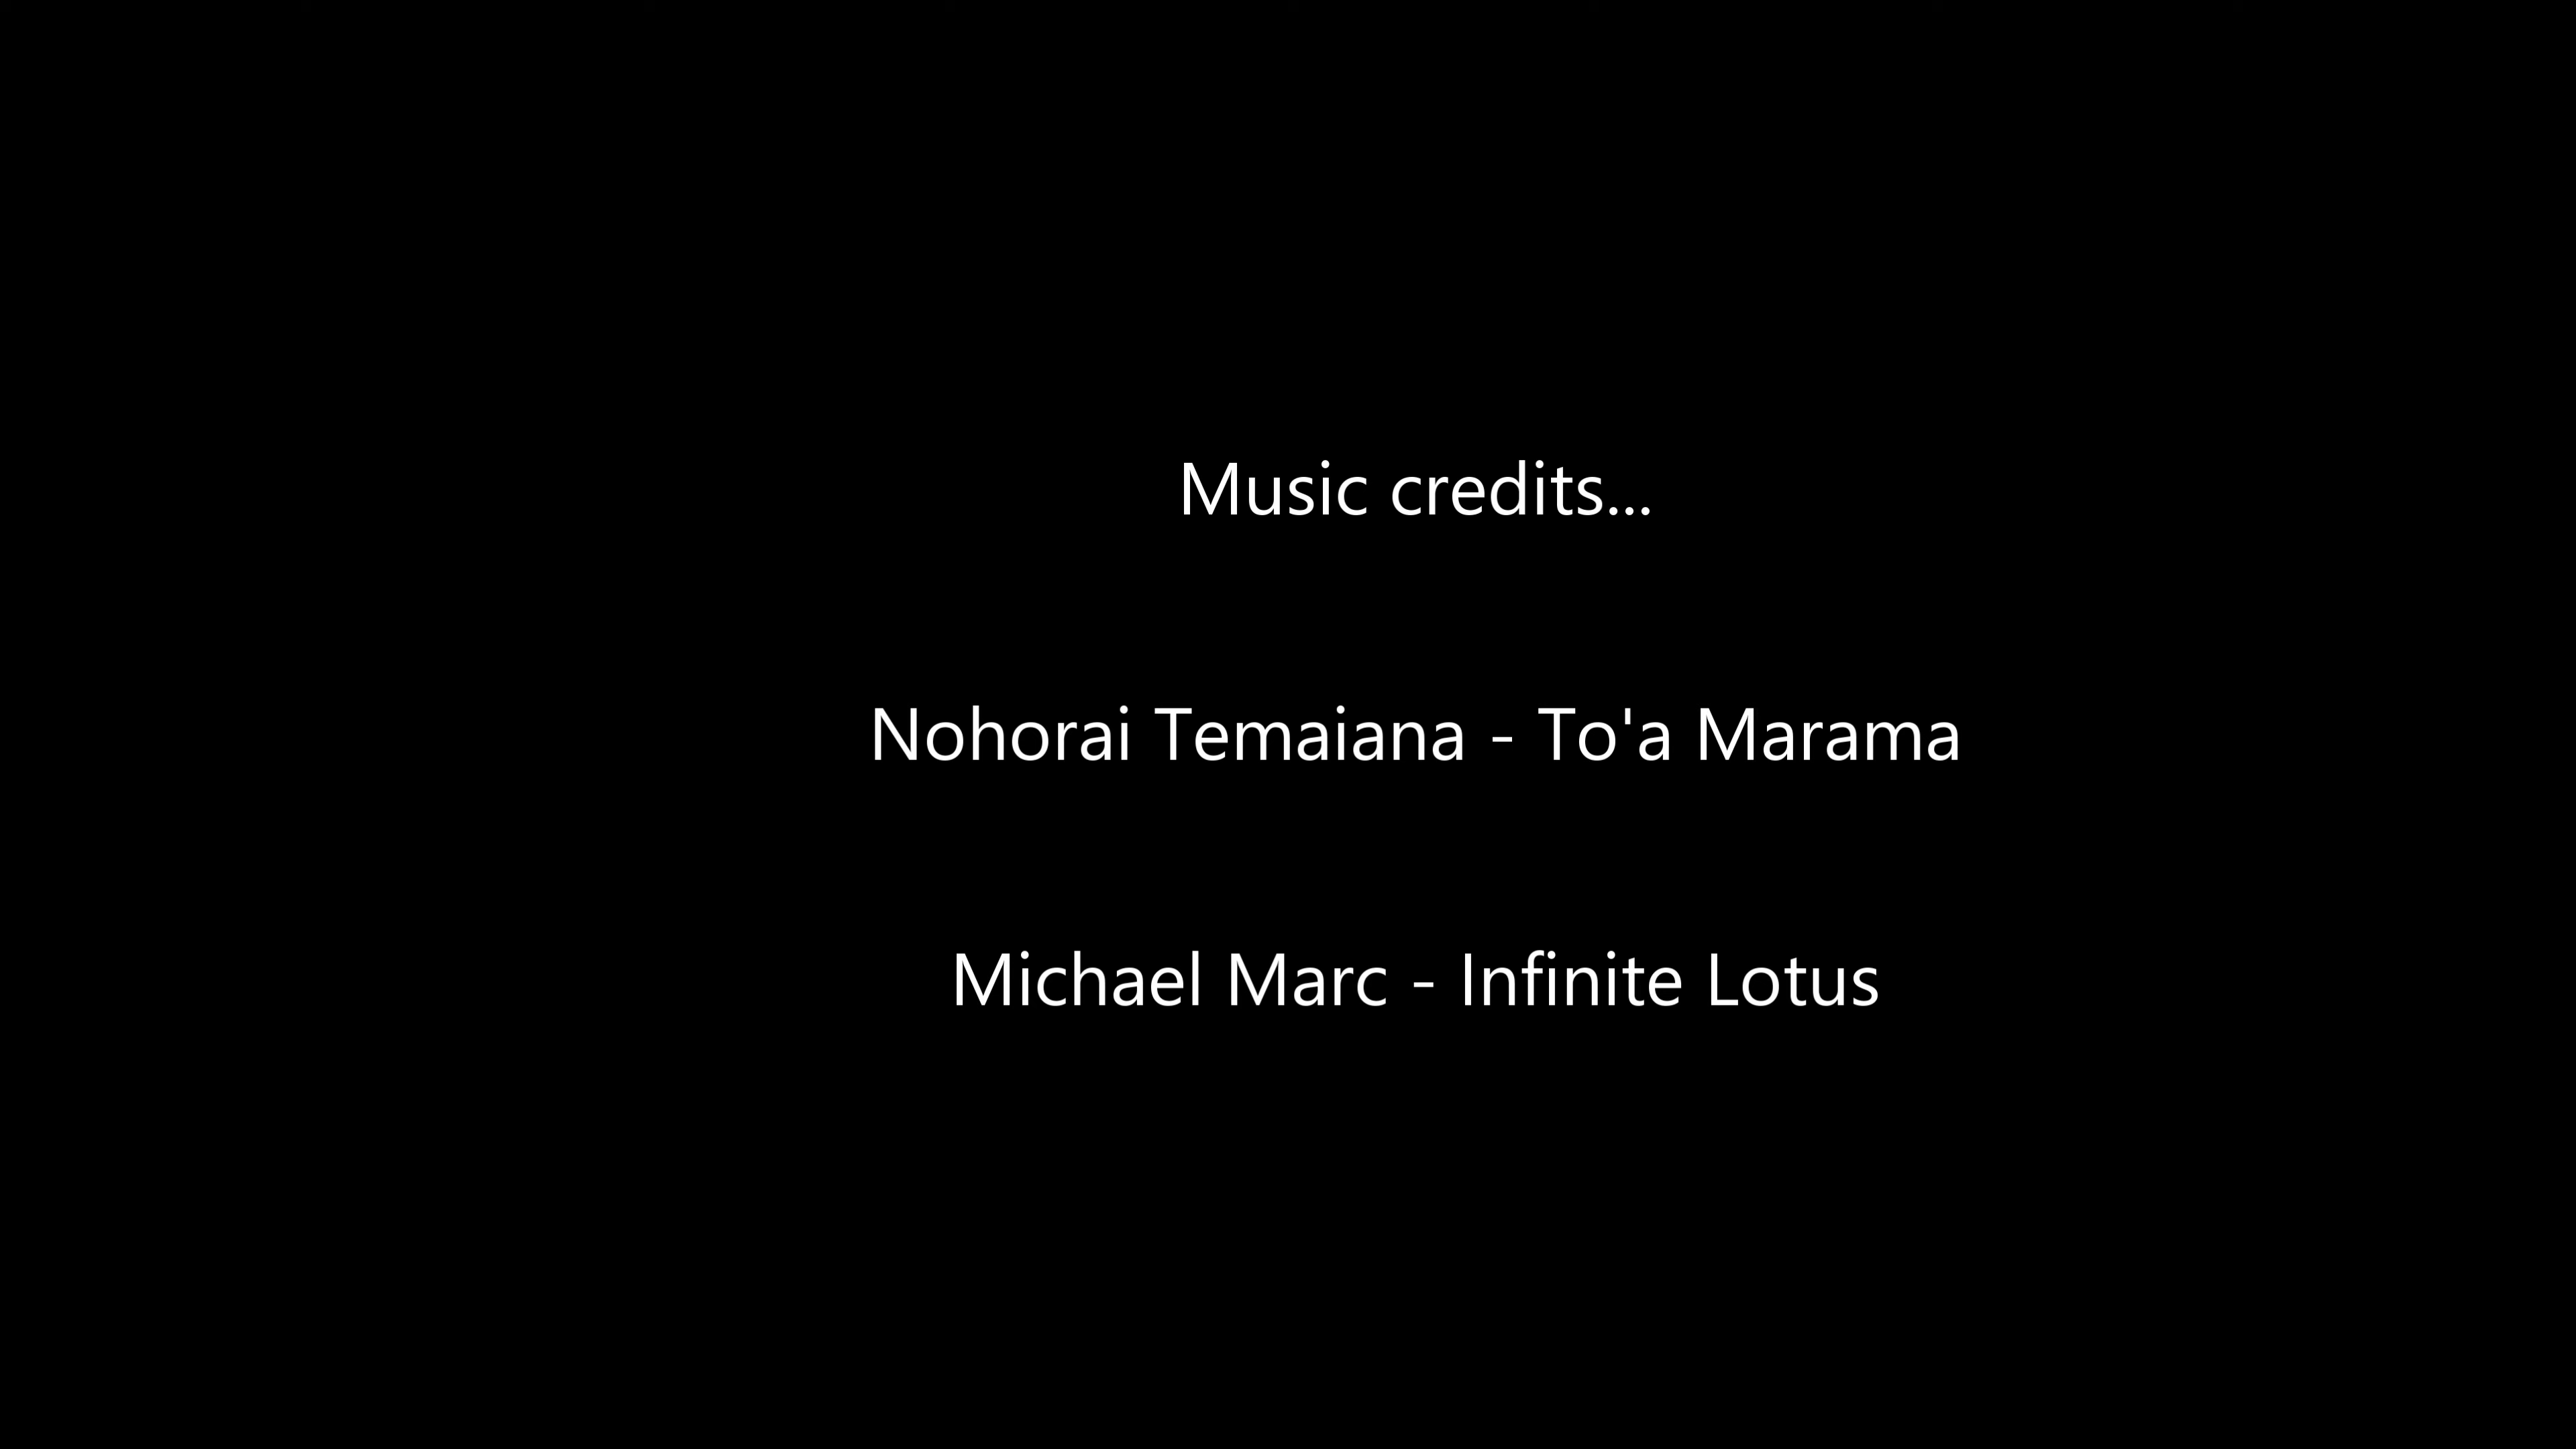 Music credits...
Nohorai Temaiana - To'a Marama
Michael Marc - Infinite Lotus